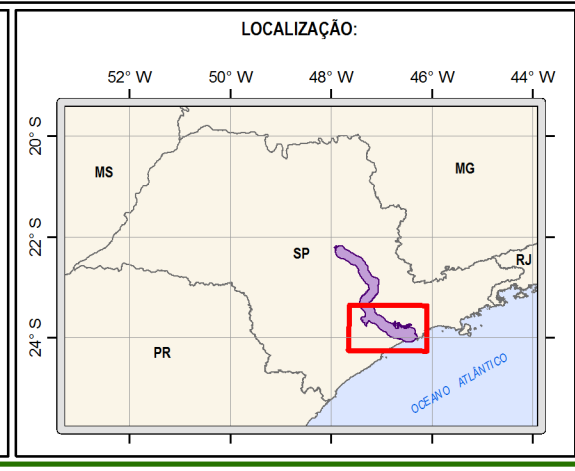 LOCALIZAÇÃO:
52° W 50° W 48° W 46° W 44° W
20° S
MS MG
22° S
SP RJ
24° S
PR
OCEANO ATLÂNTICO